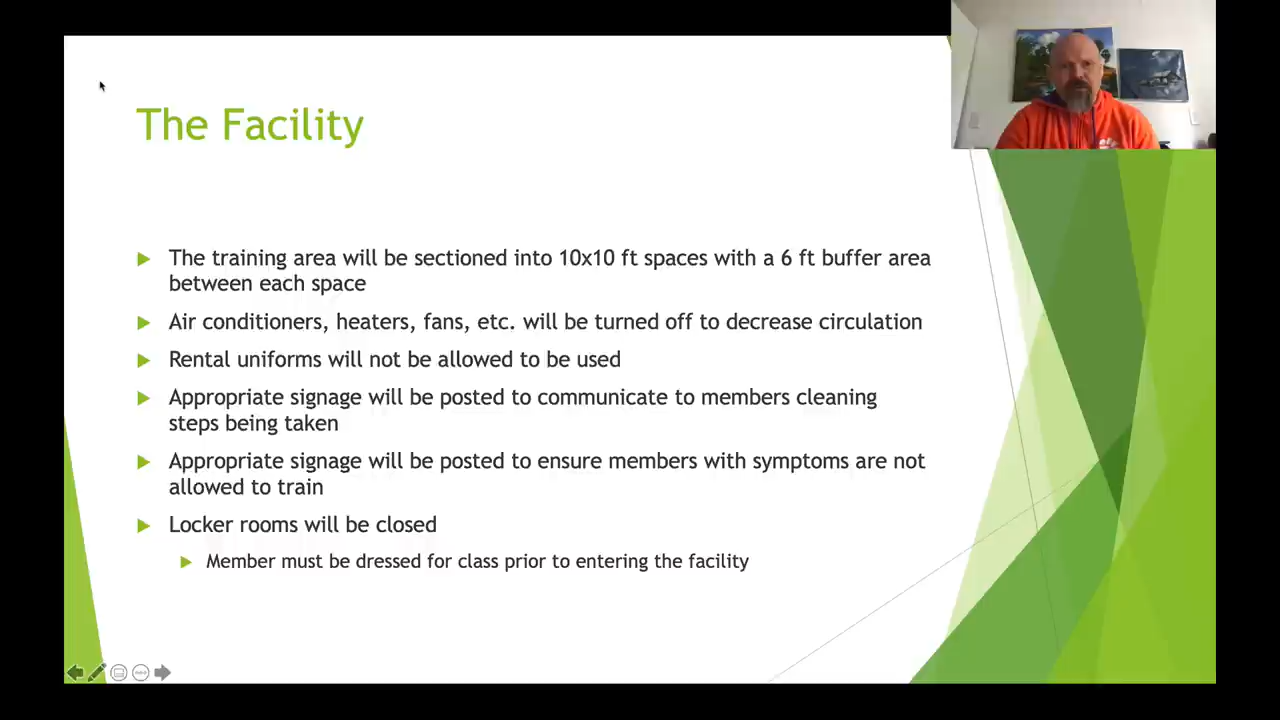 The Facility
The training area will be sectioned into 10x10 ft spaces with a 6 ft buffer area
between each space
Air conditioners, heaters, fans, etc. will be turned off to decrease circulation
Rental uniforms will not be allowed to be used
Appropriate signage will be posted to communicate to members cleaning
steps being taken
Appropriate signage will be posted to ensure members with symptoms are not
allowed to train
Locker rooms will be closed
Member must be dressed for class prior to entering the facility